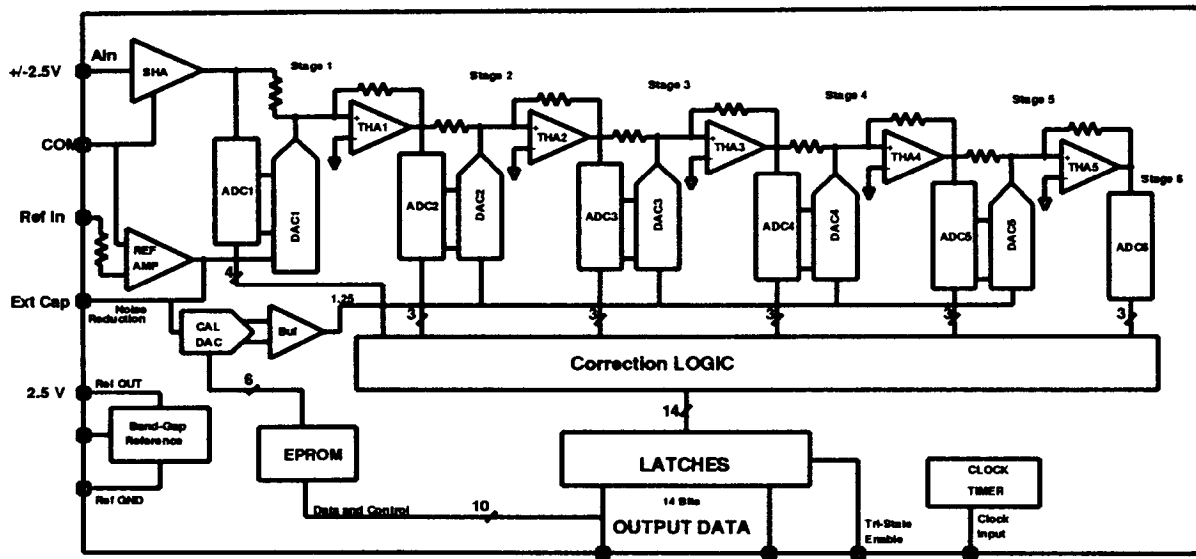 +/-2.5V
Ain
SHA
Stage 1
Stage 2
Stage 3
Stage 4
Stage 5
Stage 6
COM
THA1
THA2
THA3
THA4
THA5
ADC1
DAC1
ADC2
DAC2
ADC3
DAC3
ADC4
DAC4
ADC5
DAC5
ADC6
Ref In
REF
AMP
4
Ext Cap
Noise
Reduction
CAL
DAC
Buf
1.25
3
3
3
3
3
Correction LOGIC
6
2.5 V
Ref OUT
Band-Gap
Reference
Ref GND
14
EPROM
LATCHES
CLOCK
TIMER
14 Bits
Data and Control
10
OUTPUT DATA
Tri-State
Enable
Clock
Input